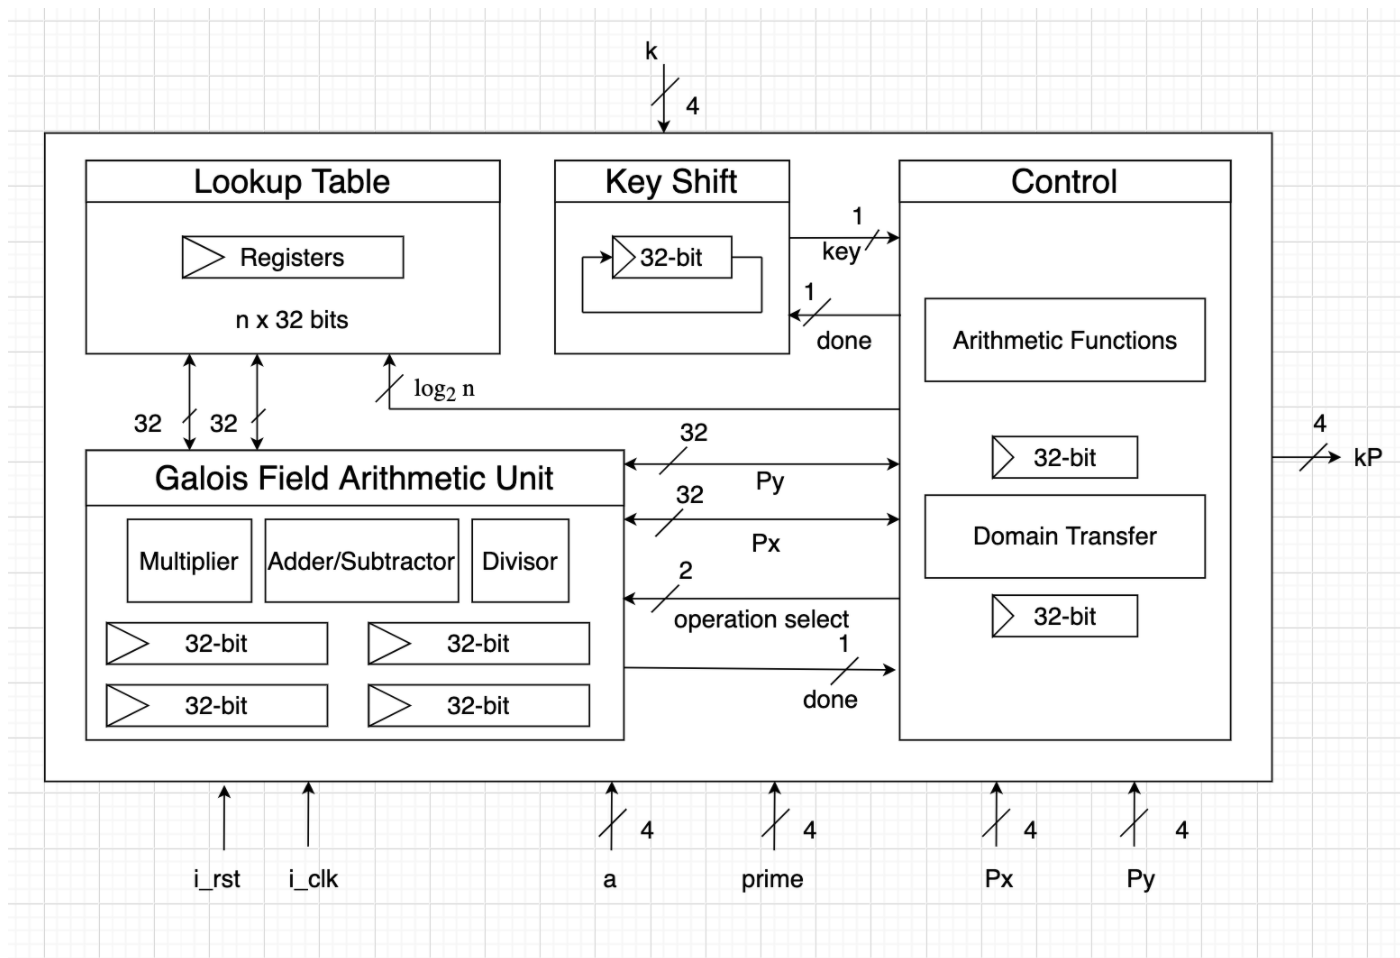 k
4
Lookup Table
Registers
n x 32 bits
Key Shift
32-bit
1
key
1
done
Control
Arithmetic Functions
32-bit
Domain Transfer
32-bit
log₂ n
32
32
Galois Field Arithmetic Unit
Multiplier
Adder/Subtractor
Divisor
32-bit
32-bit
32-bit
32-bit
32
Py
32
Px
2
operation select
1
done
4
kP
i_rst
i_clk
4
a
4
prime
4
Px
4
Py